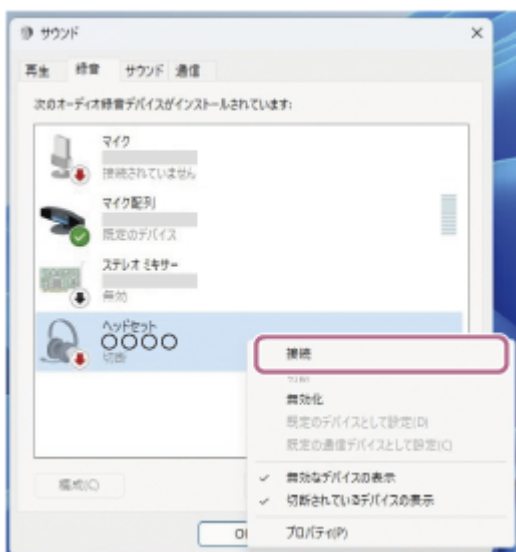 サウンド
再生 録音 サウンド 通信
次のオーディオ録音デバイスがインストールされています:
マイク
接続されていません
マイク配列
既定のデバイス
ステレオ ミキサー
無効
ヘッドセット
○○○○
切断
接続
切断
無効化
既定のデバイスとして設定(D)
既定の通信デバイスとして設定(C)
無効なデバイスの表示
切断されているデバイスの表示
プロパティ(P)
構成(C)